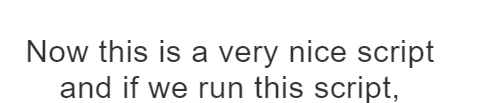 Now this is a very nice script
and if we run this script,